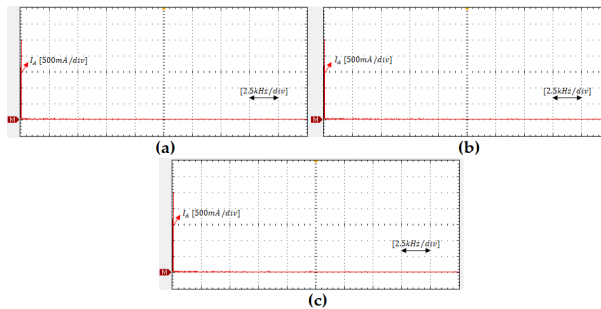 I_A [500mA/div]
[2.5kHz/div]
M
(a)
I_A [500mA/div]
[2.5kHz/div]
M
(b)
I_A [500mA/div]
[2.5kHz/div]
M
(c)